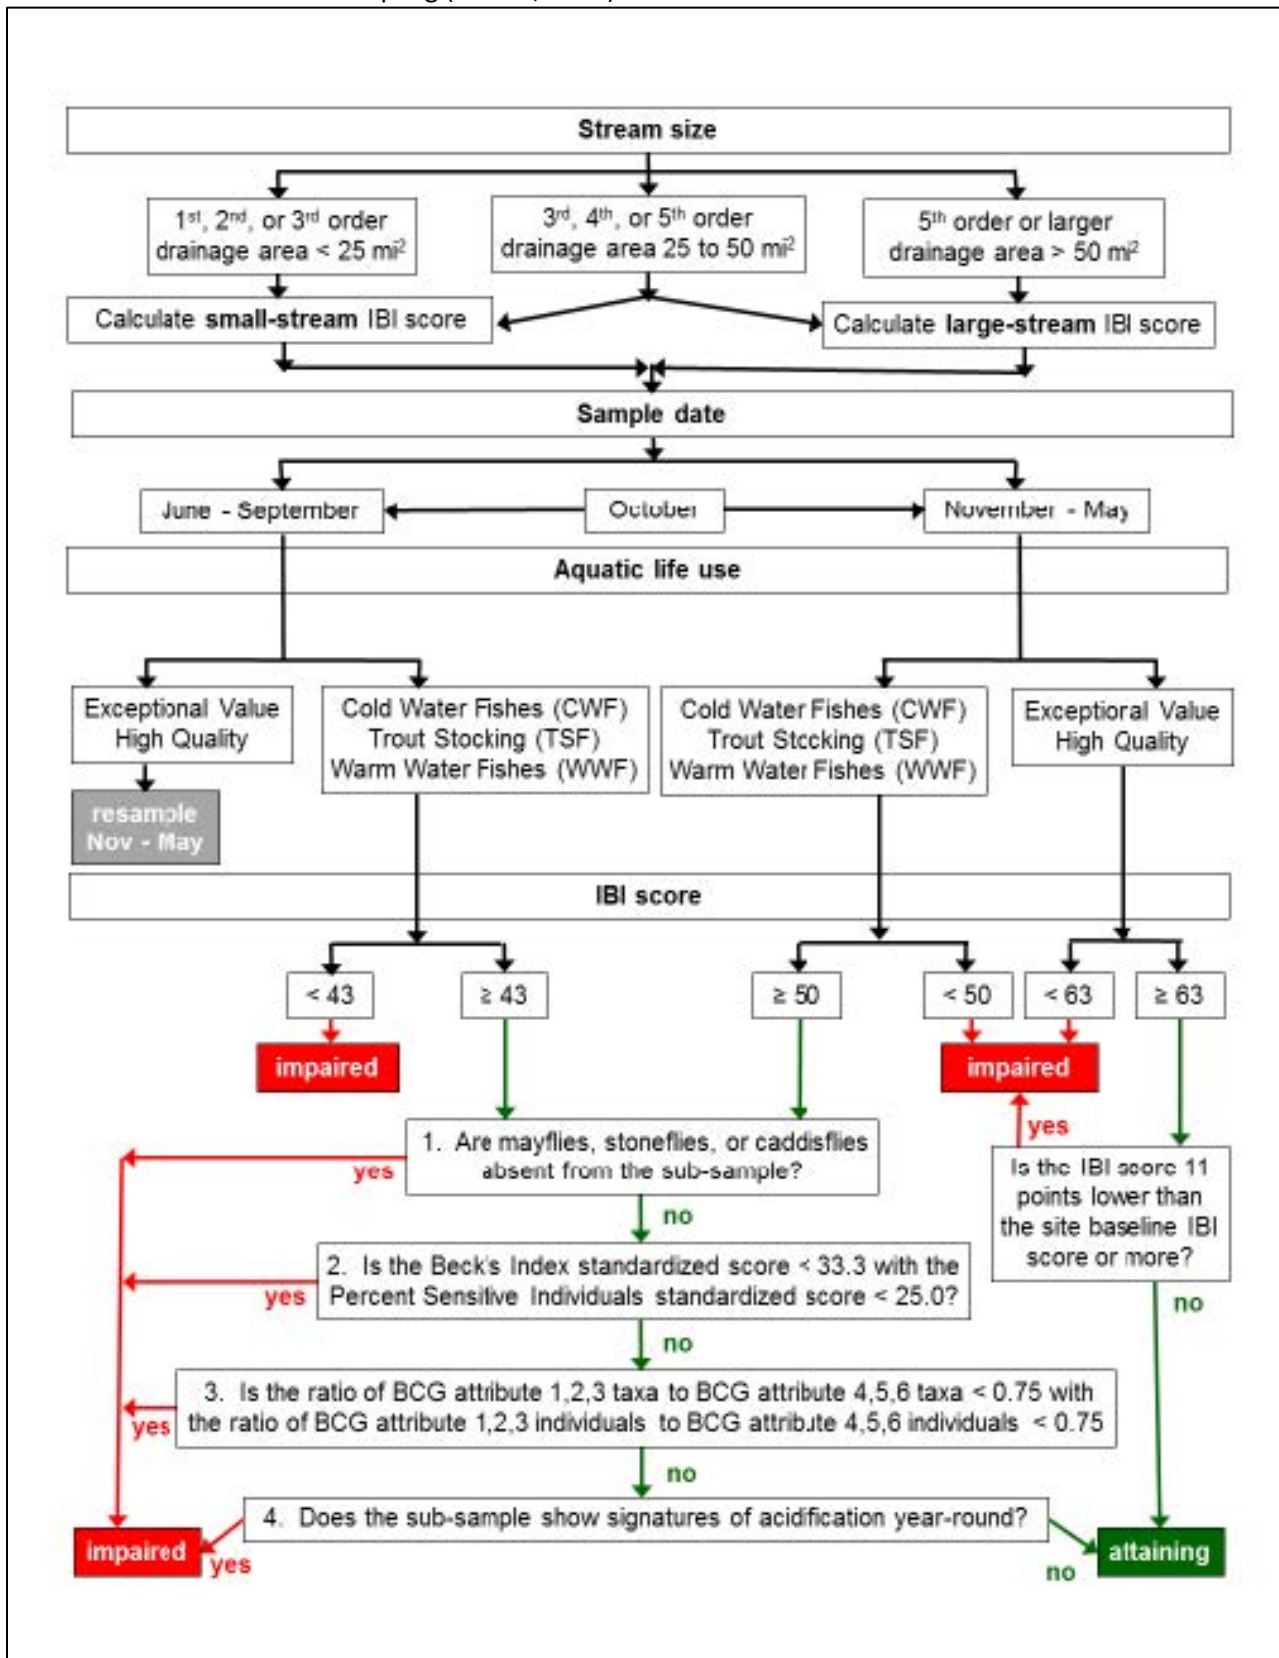 Stream size
1st, 2nd, or 3rd order
drainage area < 25 mi2
3rd, 4th, or 5th order
drainage area 25 to 50 mi2
5th order or larger
drainage area > 50 mi2
Calculate small-stream IBI score
Calculate large-stream IBI score
Sample date
June - September
October
November - May
Aquatic life use
Exceptional Value
High Quality
Cold Water Fishes (CWF)
Trout Stocking (TSF)
Warm Water Fishes (WWF)
Cold Water Fishes (CWF)
Trout Stocking (TSF)
Warm Water Fishes (WWF)
Exceptional Value
High Quality
resample
Nov - May
IBI score
< 43
≥ 43
≥ 50
< 50
< 63
≥ 63
impaired
impaired
1. Are mayflies, stoneflies, or caddisflies
absent from the sub-sample?
yes
no
yes
Is the IBI score 11
points lower than
the site baseline IBI
score or more?
2. Is the Beck's Index standardized score < 33.3 with the
Percent Sensitive Individuals standardized score < 25.0?
yes
no
no
3. Is the ratio of BCG attribute 1,2,3 taxa to BCG attribute 4,5,6 taxa < 0.75 with
the ratio of BCG attribute 1,2,3 individuals to BCG attribute 4,5,6 individuals < 0.75
yes
no
4. Does the sub-sample show signatures of acidification year-round?
impaired
yes
no
attaining